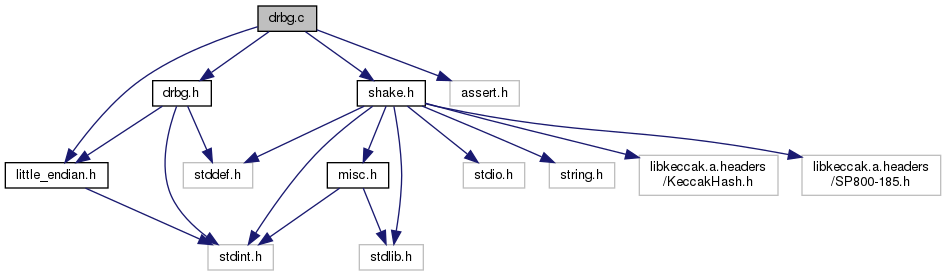 drbg.c
drbg.h
shake.h
assert.h
little_endian.h
stddef.h
misc.h
stdio.h
string.h
libkeccak.a.headers
/KeccakHash.h
libkeccak.a.headers
/SP800-185.h
stdint.h
stdlib.h